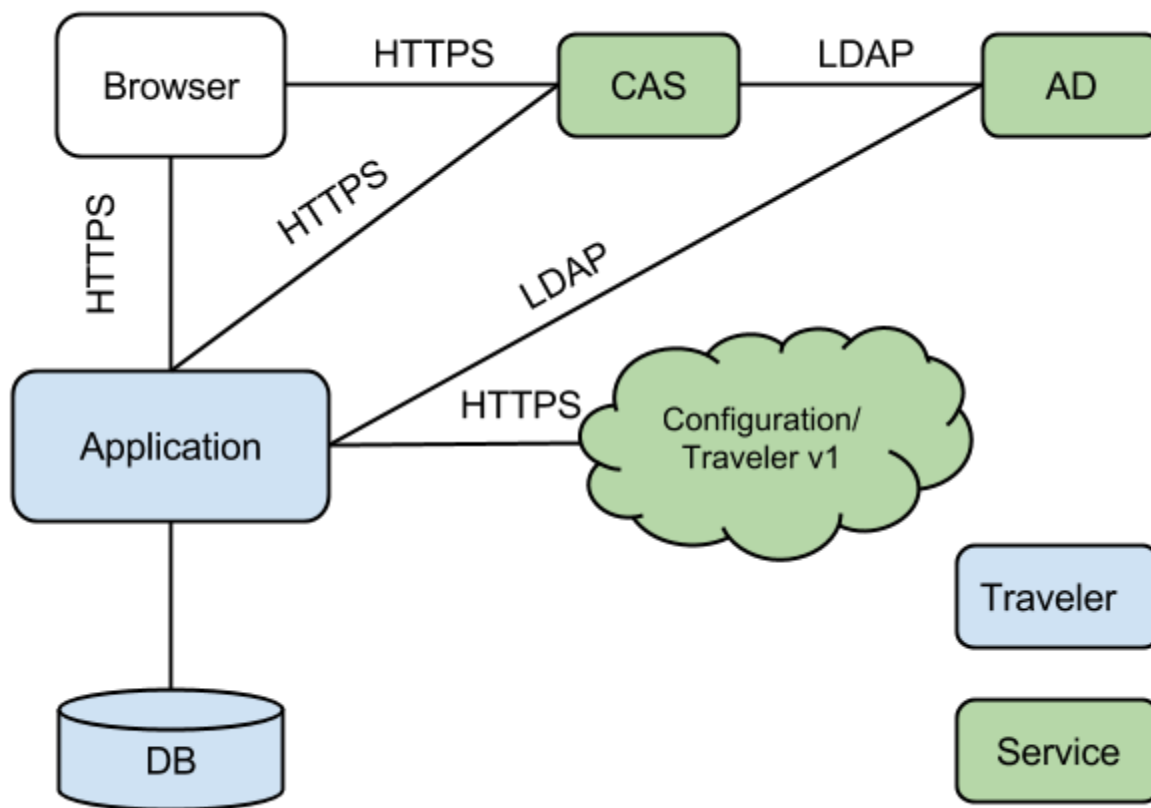 HTTPS
LDAP
Browser
CAS
AD
HTTPS
HTTPS
LDAP
HTTPS
Configuration/
Traveler v1
Application
Traveler
DB
Service